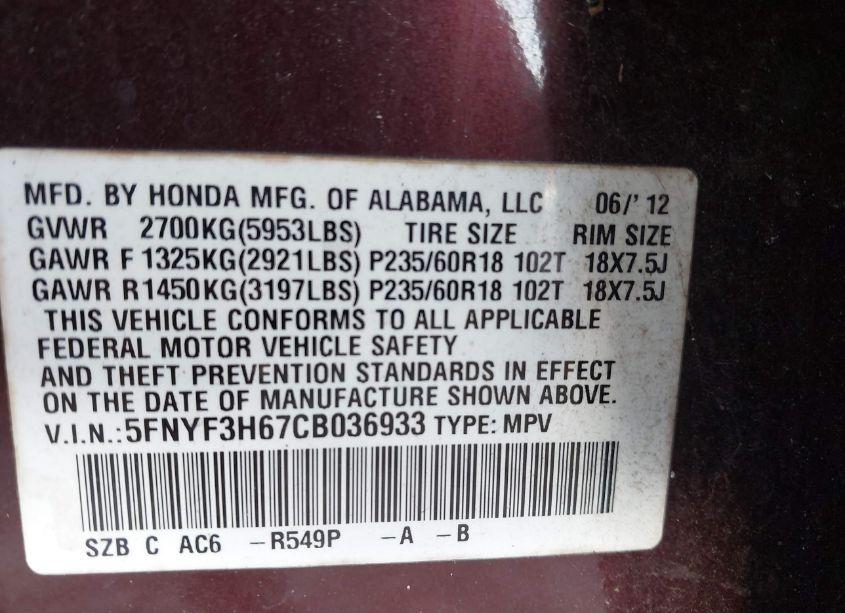 MFD. BY HONDA MFG. OF ALABAMA, LLC 06/' 12
GVWR 2700KG(5953LBS) TIRE SIZE RIM SIZE
GAWR F 1325KG(2921LBS) P235/60R18 102T 18X7.5J
GAWR R1450KG(3197LBS) P235/60R18 102T 18X7.5J
THIS VEHICLE CONFORMS TO ALL APPLICABLE
FEDERAL MOTOR VEHICLE SAFETY
AND THEFT PREVENTION STANDARDS IN EFFECT
ON THE DATE OF MANUFACTURE SHOWN ABOVE.
V.I.N.:5FNYF3H67CB036933 TYPE: MPV
SZB C AC6 –R549P –A –B